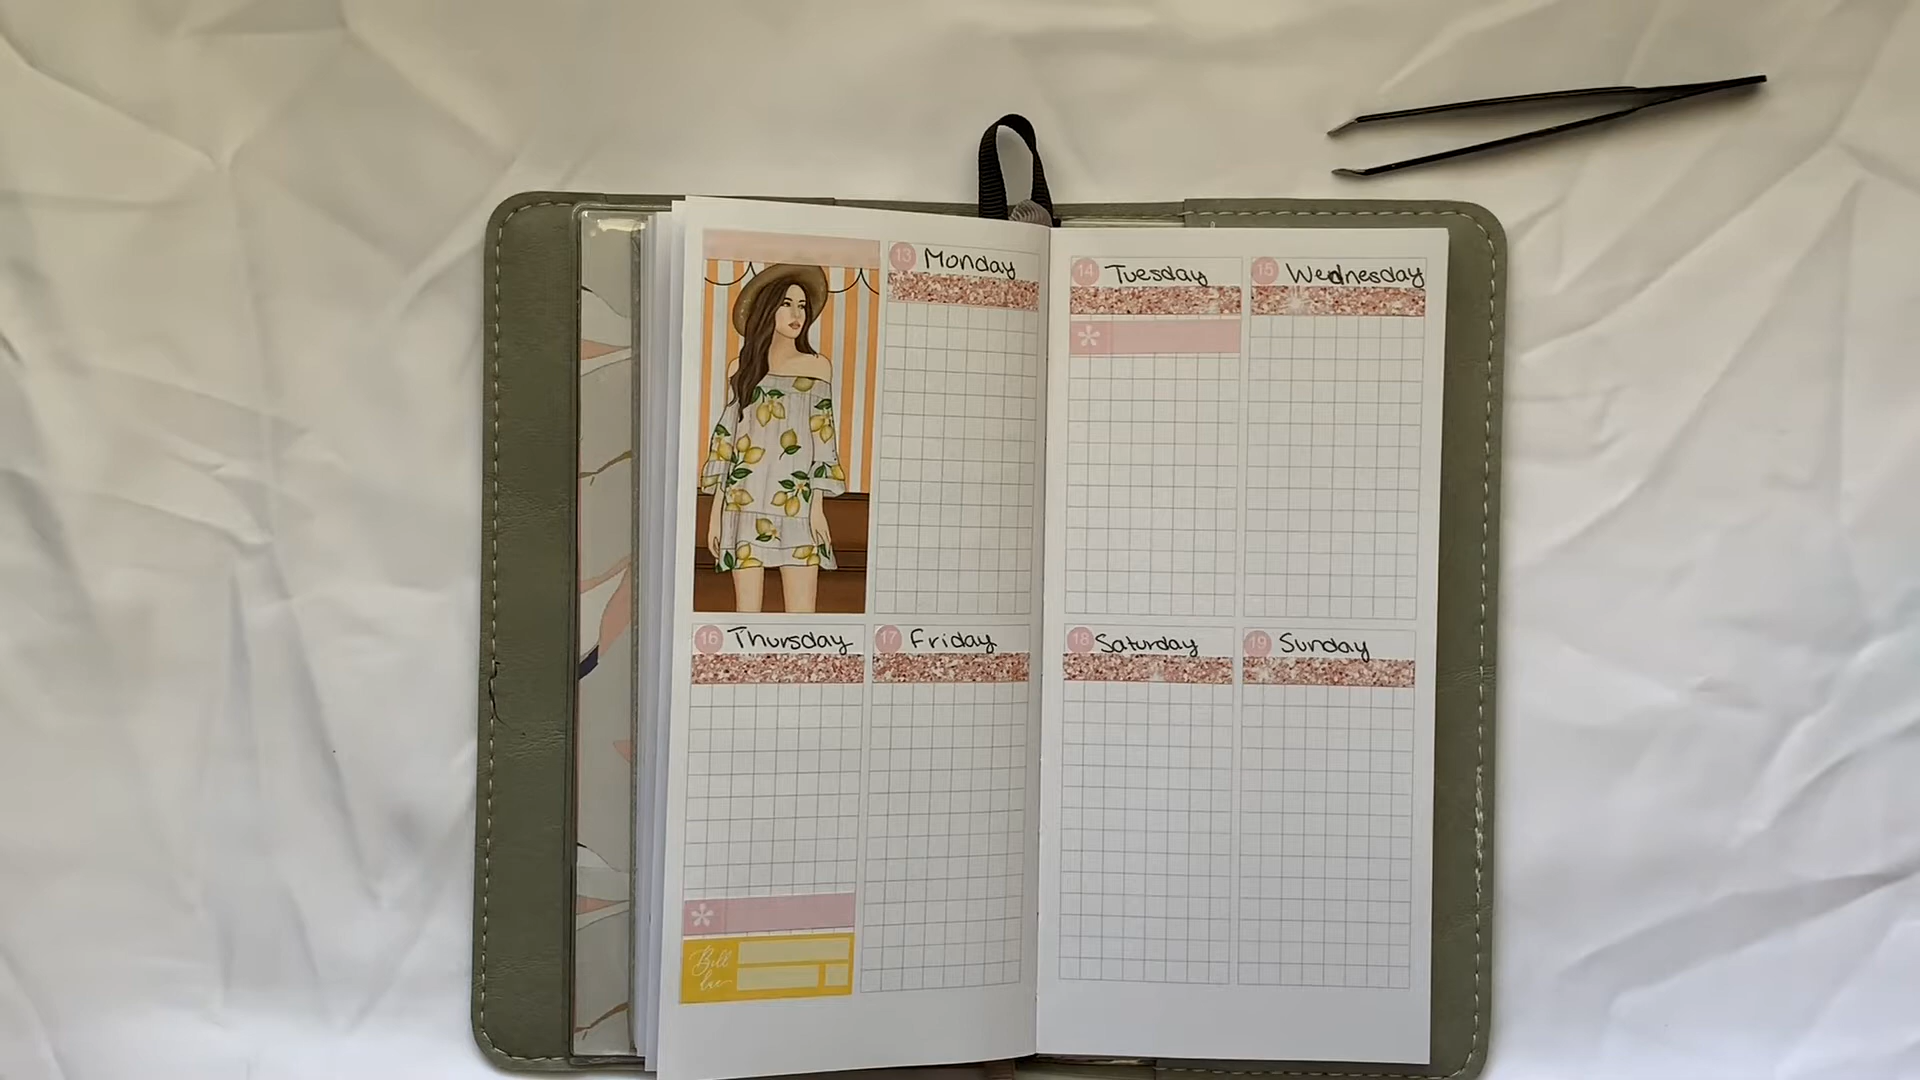 13 Monday
14 Tuesday
15 Wednesday
16 Thursday
17 Friday
18 Saturday
19 Sunday
Bill
Due